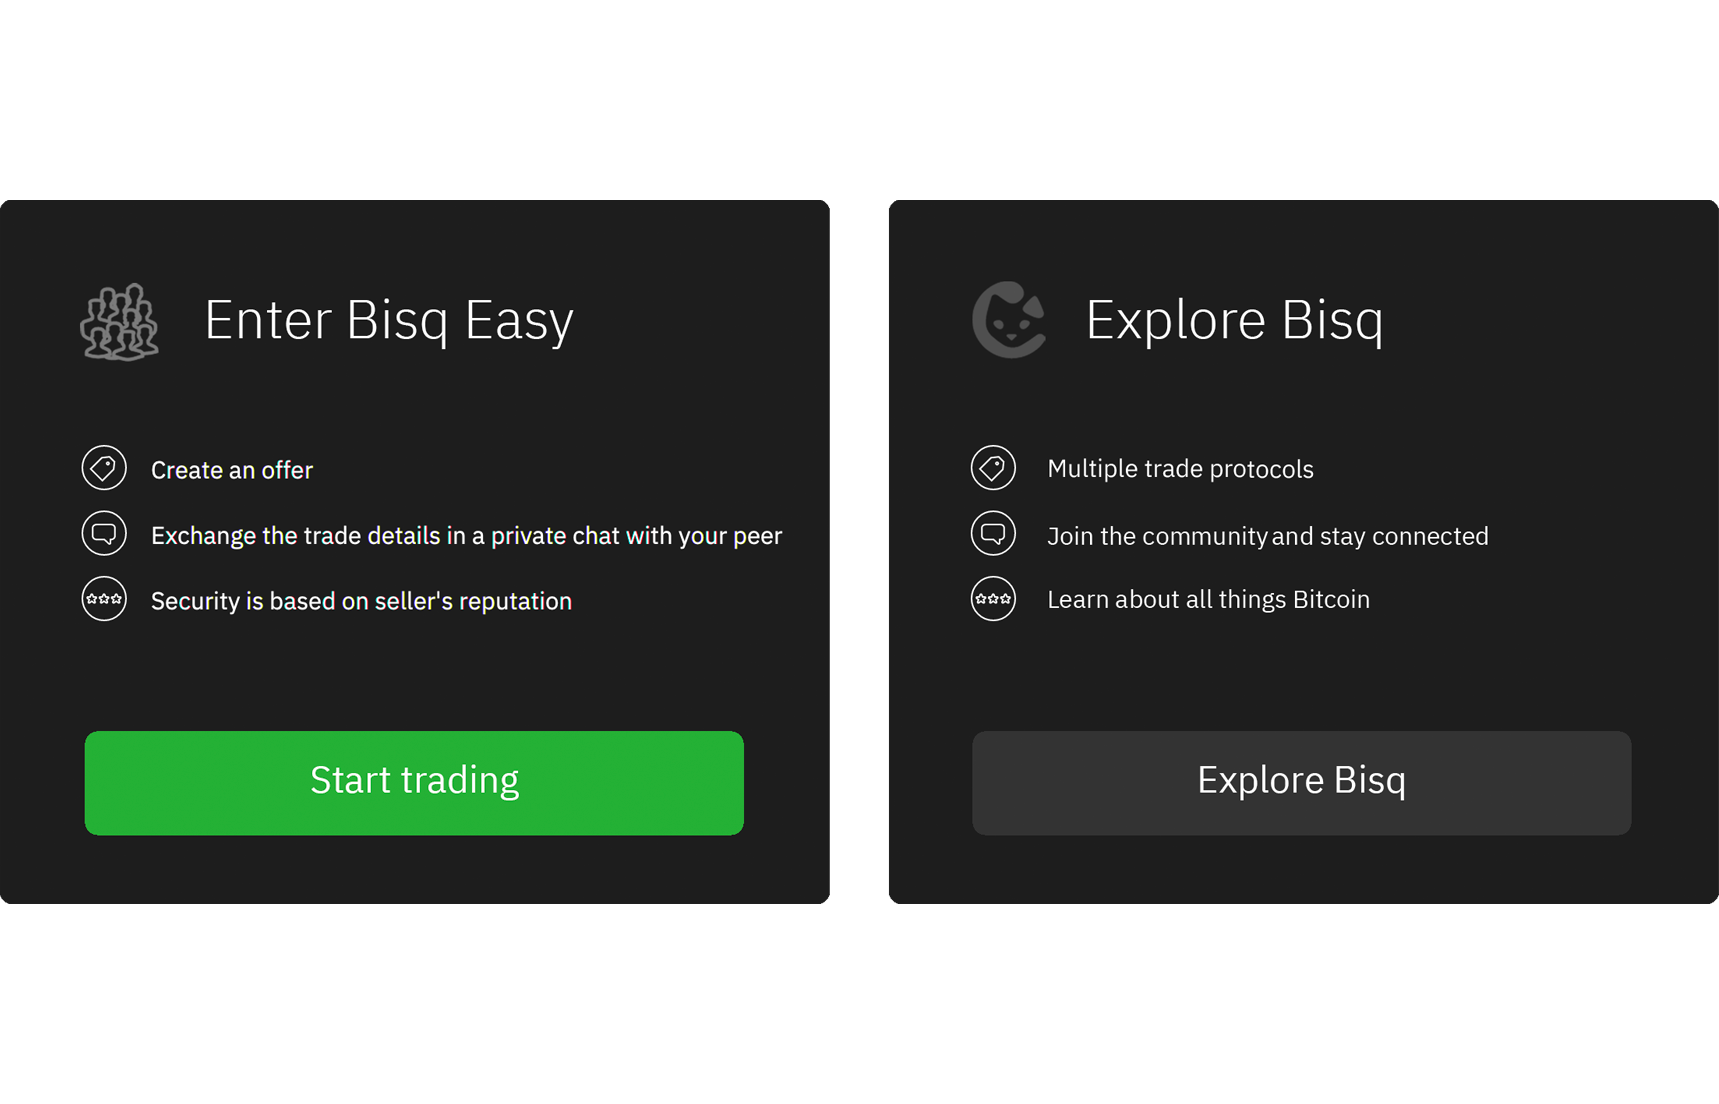 Enter Bisq Easy
Create an offer
Exchange the trade details in a private chat with your peer
Security is based on seller's reputation
Start trading
Explore Bisq
Multiple trade protocols
Join the community and stay connected
Learn about all things Bitcoin
Explore Bisq